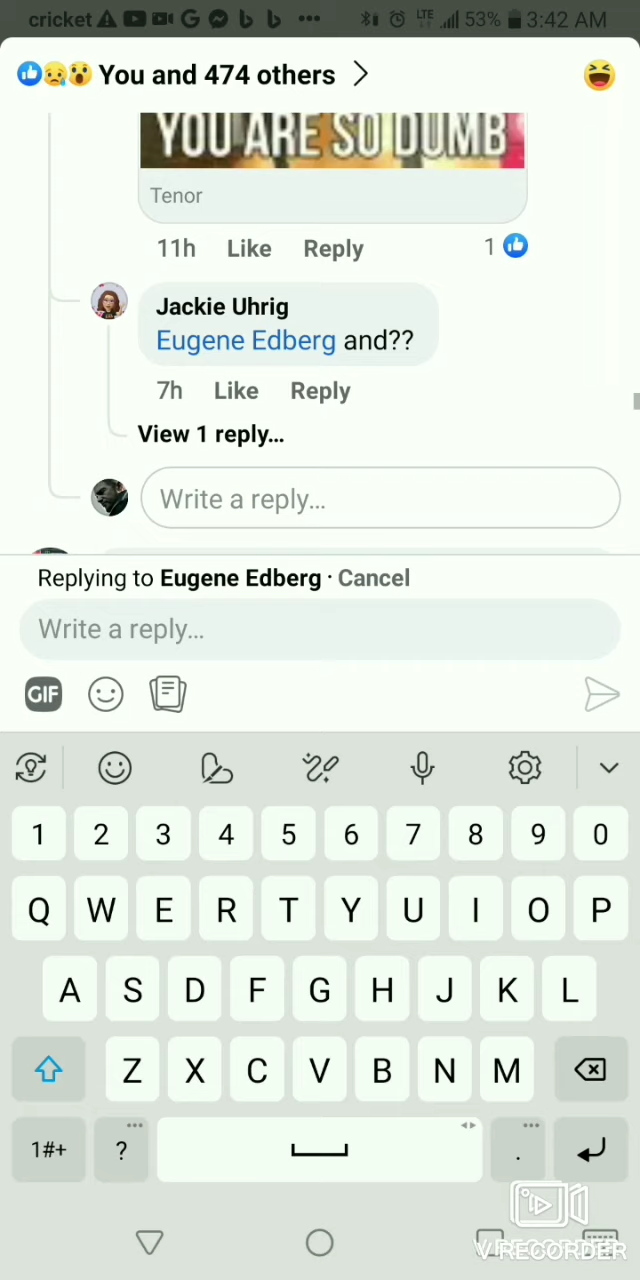 cricket G b b ••• LTE 53% 3:42 AM
You and 474 others
YOU ARE SO DUMB
Tenor
11h Like Reply 1
Jackie Uhrig
Eugene Edberg and??
7h Like Reply
View 1 reply...
Write a reply...
Replying to Eugene Edberg · Cancel
Write a reply...
GIF
1 2 3 4 5 6 7 8 9 0
Q W E R T Y U I O P
A S D F G H J K L
Z X C V B N M
1#+ ? .
V RECORDER